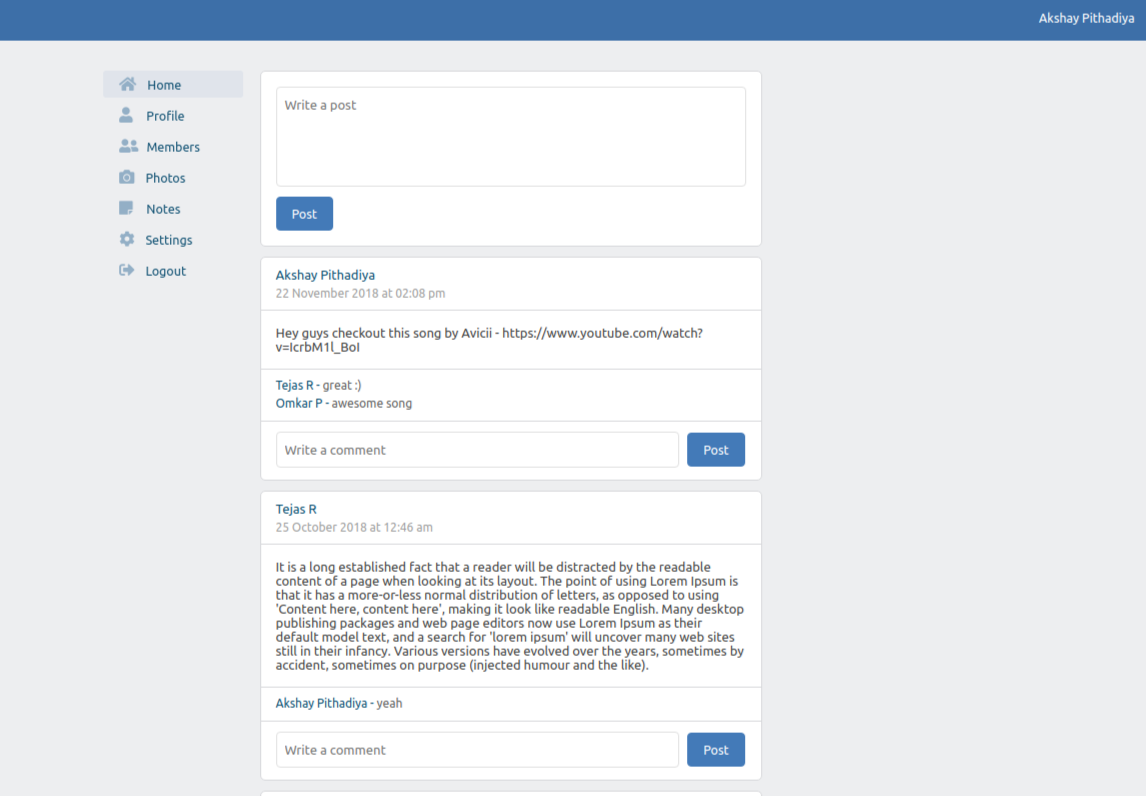 Akshay Pithadiya
Home
Profile
Members
Photos
Notes
Settings
Logout
Write a post
Post
Akshay Pithadiya
22 November 2018 at 02:08 pm
Hey guys checkout this song by Avicii - https://www.youtube.com/watch?
v=IcrbM1l_BoI
Tejas R - great :)
Omkar P - awesome song
Write a comment
Post
Tejas R
25 October 2018 at 12:46 am
It is a long established fact that a reader will be distracted by the readable
content of a page when looking at its layout. The point of using Lorem Ipsum is
that it has a more-or-less normal distribution of letters, as opposed to using
'Content here, content here', making it look like readable English. Many desktop
publishing packages and web page editors now use Lorem Ipsum as their
default model text, and a search for 'lorem ipsum' will uncover many web sites
still in their infancy. Various versions have evolved over the years, sometimes by
accident, sometimes on purpose (injected humour and the like).
Akshay Pithadiya - yeah
Write a comment
Post